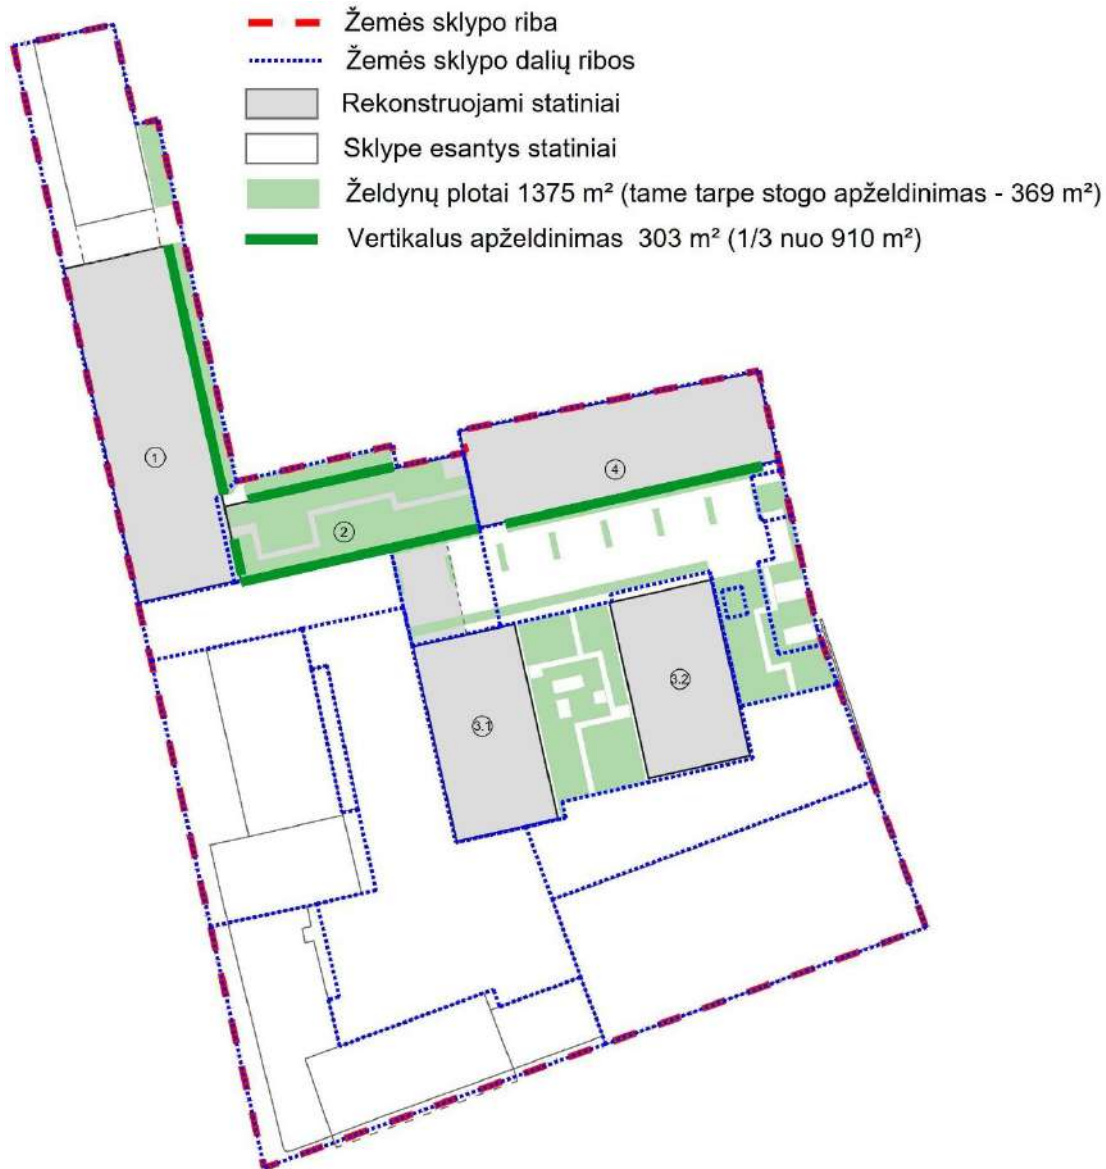 Žemės sklypo riba
Žemės sklypo dalių ribos
Rekonstruojami statiniai
Sklype esantys statiniai
Želdynų plotai 1375 m² (tame tarpe stogo apželdinimas - 369 m²)
Vertikalus apželdinimas 303 m² (1/3 nuo 910 m²)
1
4
2
3.2
3.1